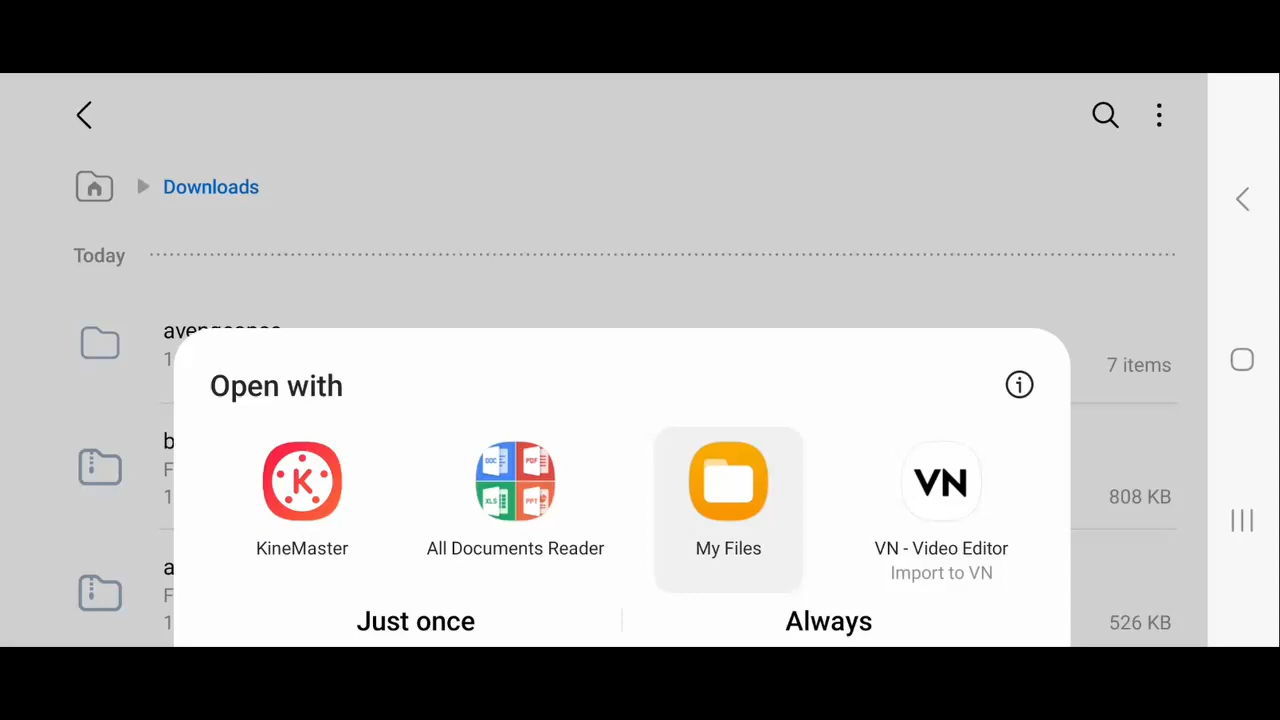 Downloads
Today
7 items
Open with
808 KB
KineMaster
All Documents Reader
My Files
VN - Video Editor
Import to VN
Just once
Always
526 KB